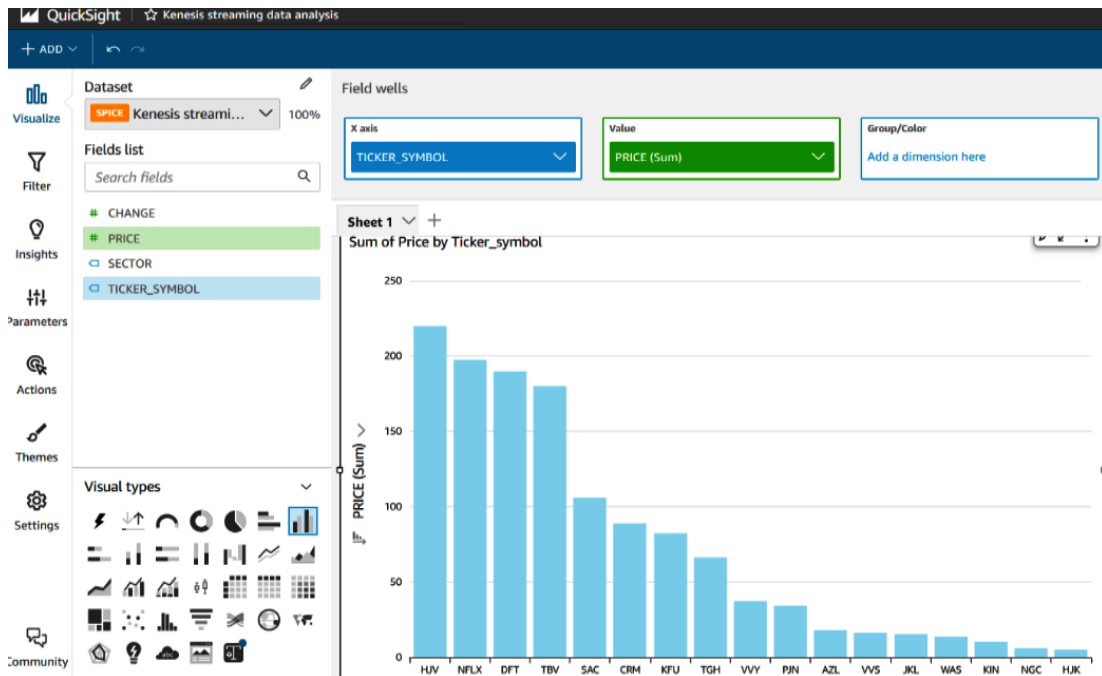 QuickSight
Kenesis streaming data analysis
ADD
Visualize
Filter
Insights
Parameters
Actions
Themes
Settings
Community
Dataset
SPICE Kenesis streami... 100%
Fields list
Search fields
# CHANGE
# PRICE
SECTOR
TICKER_SYMBOL
Visual types
Field wells
X axis
TICKER_SYMBOL
Value
PRICE (Sum)
Group/Color
Add a dimension here
Sheet 1
Sum of Price by Ticker_symbol
PRICE (Sum)
250
200
150
100
50
0
HJV NFLX DFT TBV SAC CRM KFU TGH VVY PJN AZL VVS JKL WAS KIN NGC HJK